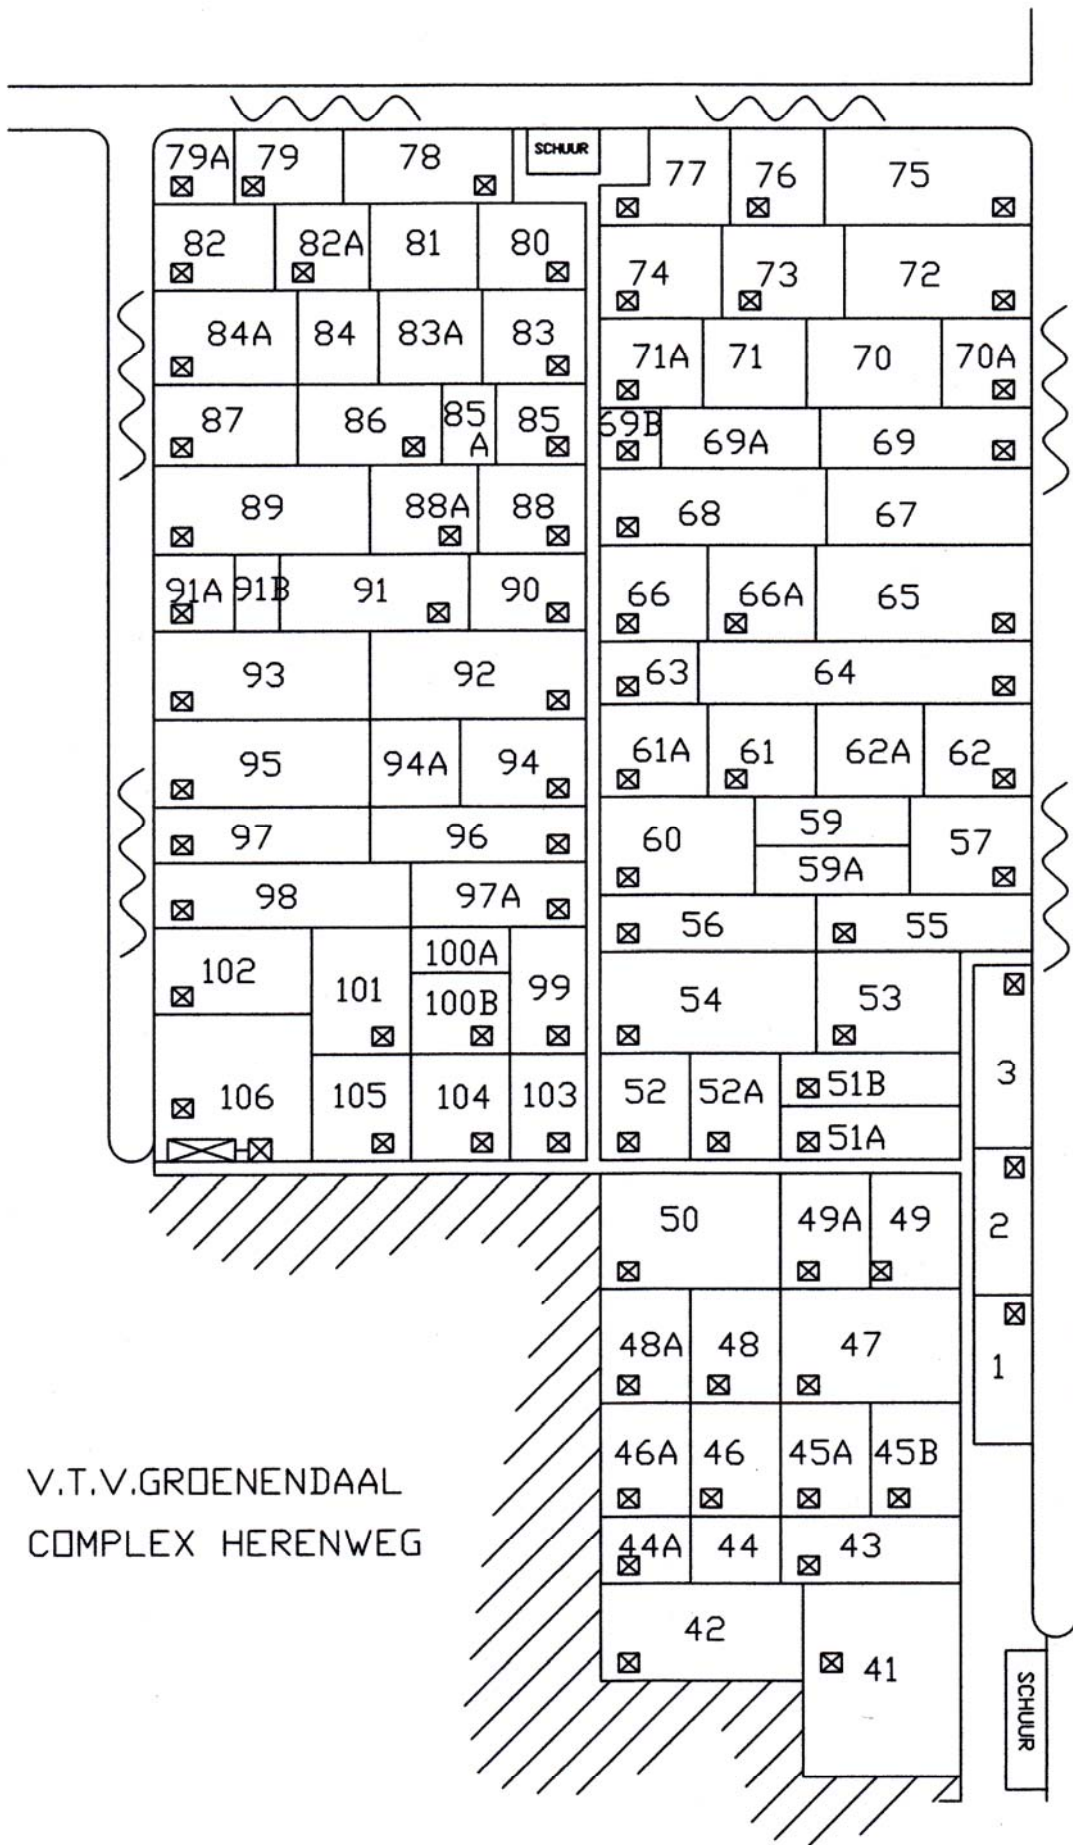 79A 79 78 SCHUUR 77 76 75
82 82A 81 80 74 73 72
84A 84 83A 83 71A 71 70 70A
87 86 85A 85 69B 69A 69
89 88A 88 68 67
91A 91B 91 90 66 66A 65
93 92 63 64
95 94A 94 61A 61 62A 62
97 96 60 59 59A 57
98 97A 56 55
102 101 100A 100B 99 54 53
106 105 104 103 52 52A 51B 51A 3
50 49A 49 2
48A 48 47 1
46A 46 45A 45B
44A 44 43
42 41 SCHUUR
V.T.V.GROENENDAAL
COMPLEX HERENWEG